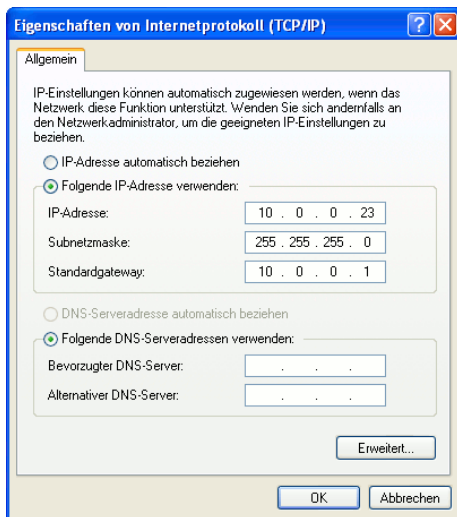 Eigenschaften von Internetprotokoll (TCP/IP)
Allgemein
IP-Einstellungen können automatisch zugewiesen werden, wenn das
Netzwerk diese Funktion unterstützt. Wenden Sie sich andernfalls an
den Netzwerkadministrator, um die geeigneten IP-Einstellungen zu
beziehen.
IP-Adresse automatisch beziehen
Folgende IP-Adresse verwenden:
IP-Adresse: 10 . 0 . 0 . 23
Subnetzmaske: 255 . 255 . 255 . 0
Standardgateway: 10 . 0 . 0 . 1
DNS-Serveradresse automatisch beziehen
Folgende DNS-Serveradressen verwenden:
Bevorzugter DNS-Server: . . .
Alternativer DNS-Server: . . .
Erweitert...
OK Abbrechen